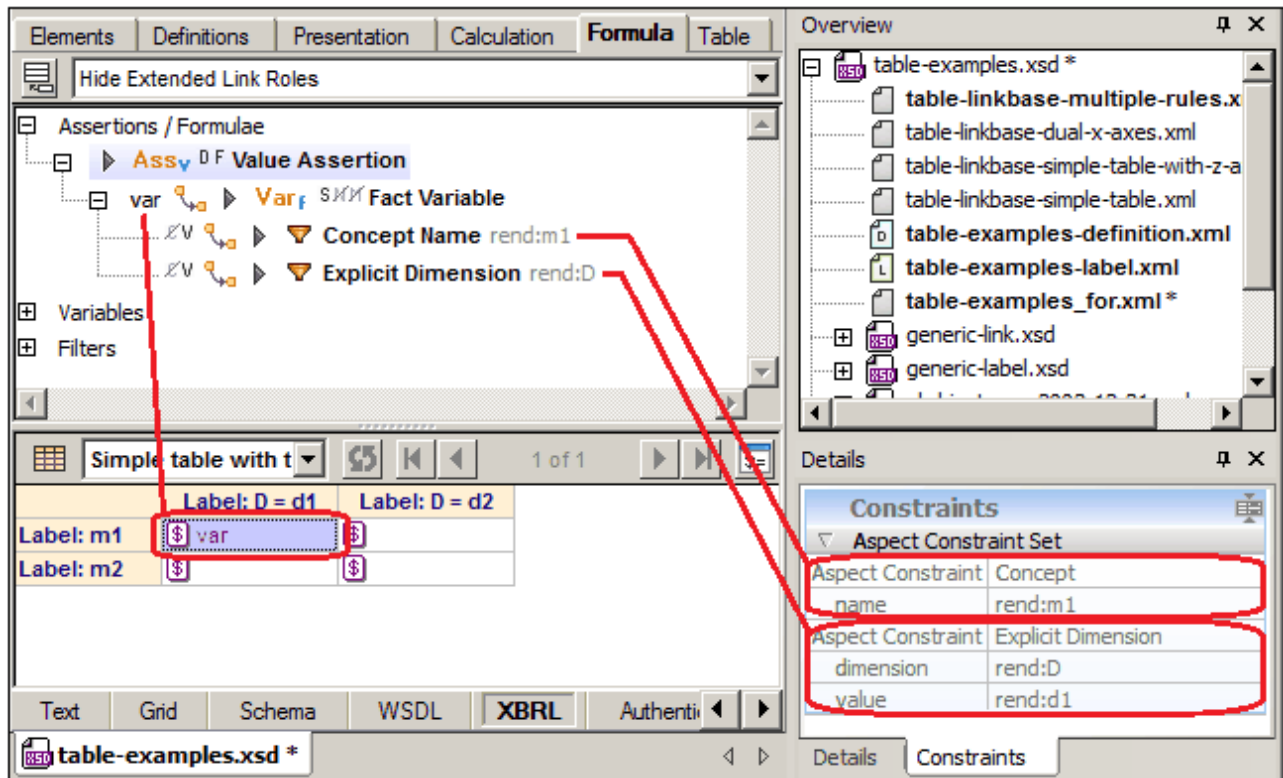 Elements Definitions Presentation Calculation Formula Table
Hide Extended Link Roles
Assertions / Formulae
Ass V D F Value Assertion
var Var F S Fact Variable
V Concept Name rend:m1
V Explicit Dimension rend:D
Variables
Filters
Simple table with t 1 of 1
Label: D = d1 Label: D = d2
Label: m1 $ var $
Label: m2 $ $
Text Grid Schema WSDL XBRL Authenti
XSD table-examples.xsd *
Overview
XSD table-examples.xsd *
table-linkbase-multiple-rules.x
table-linkbase-dual-x-axes.xml
table-linkbase-simple-table-with-z-a
table-linkbase-simple-table.xml
D table-examples-definition.xml
L table-examples-label.xml
table-examples_for.xml *
XSD generic-link.xsd
XSD generic-label.xsd
Details
Constraints
Aspect Constraint Set
Aspect Constraint Concept
name rend:m1
Aspect Constraint Explicit Dimension
dimension rend:D
value rend:d1
Details Constraints